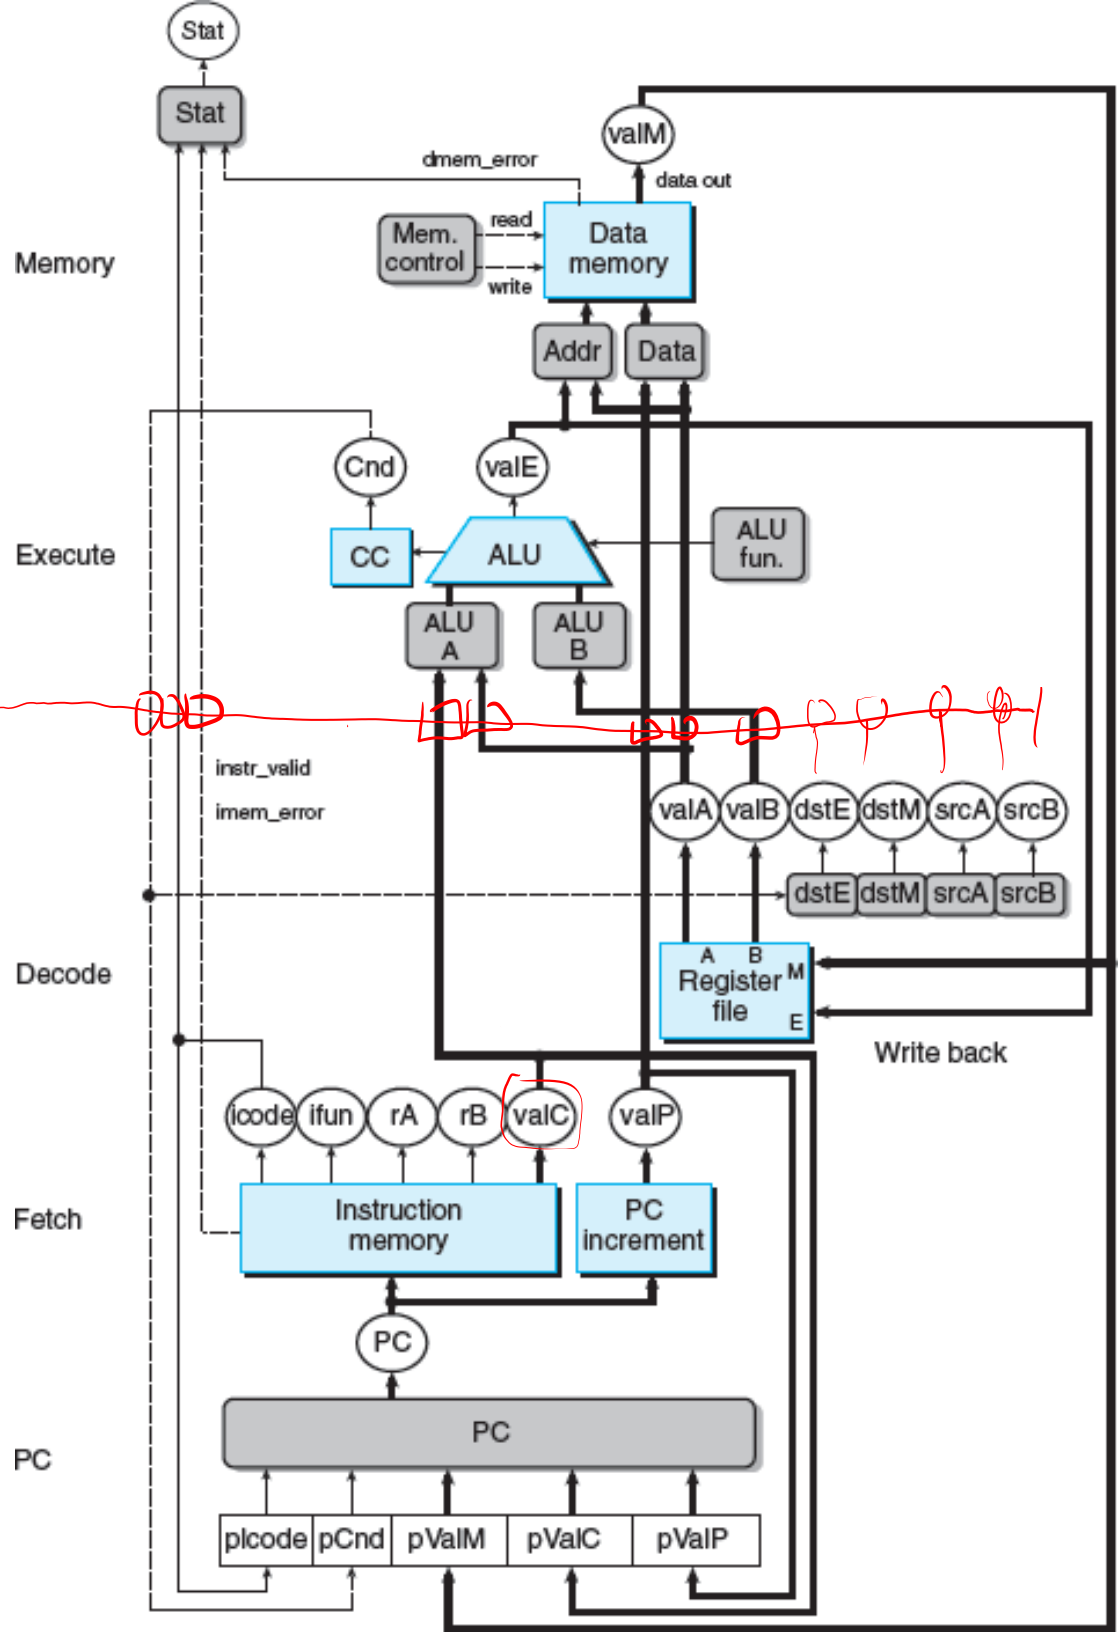 Stat
Stat
valM
dmem_error
data out
Mem. control
read
write
Data memory
Memory
Addr
Data
Cnd
valE
Execute
CC
ALU
ALU fun.
ALU A
ALU B
instr_valid
imem_error
valA
valB
dstE
dstM
srcA
srcB
dstE
dstM
srcA
srcB
Decode
A
B
M
Register file
E
Write back
icode
ifun
rA
rB
valC
valP
Fetch
Instruction memory
PC increment
PC
PC
PC
pIcode
pCnd
pValM
pValC
pValP